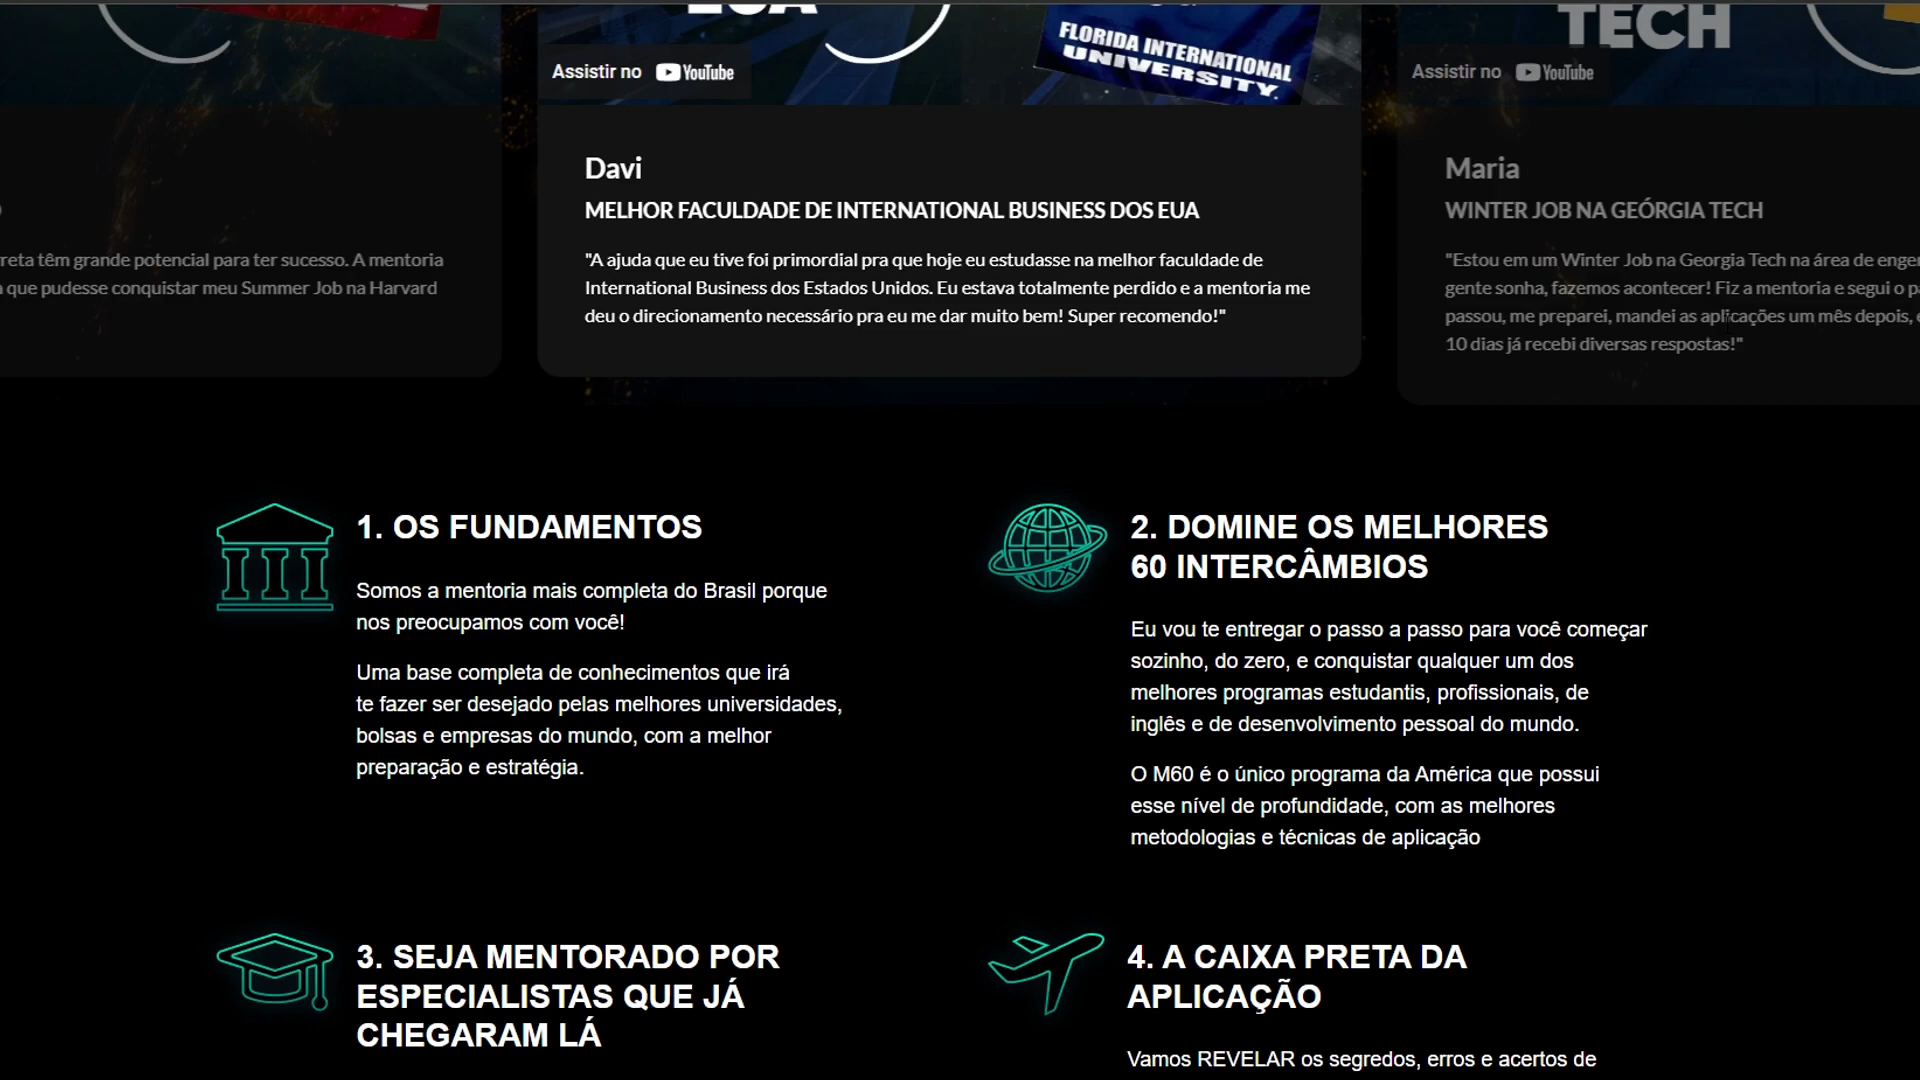 TECH
FLORIDA INTERNATIONAL
UNIVERSITY
Assistir no YouTube
Assistir no YouTube
Davi
MELHOR FACULDADE DE INTERNATIONAL BUSINESS DOS EUA
"A ajuda que eu tive foi primordial pra que hoje eu estudasse na melhor faculdade de
International Business dos Estados Unidos. Eu estava totalmente perdido e a mentoria me
deu o direcionamento necessário pra eu me dar muito bem! Super recomendo!"
Maria
WINTER JOB NA GEÓRGIA TECH
"Estou em um Winter Job na Georgia Tech na área de
gente sonha, fazemos acontecer! Fiz a mentoria e segui o
passou, me preparei, mandei as aplicações um mês depois,
10 dias já recebi diversas respostas!"
têm grande potencial para ter sucesso. A mentoria
que pudesse conquistar meu Summer Job na Harvard
1. OS FUNDAMENTOS
Somos a mentoria mais completa do Brasil porque
nos preocupamos com você!
Uma base completa de conhecimentos que irá
te fazer ser desejado pelas melhores universidades,
bolsas e empresas do mundo, com a melhor
preparação e estratégia.
2. DOMINE OS MELHORES
60 INTERCÂMBIOS
Eu vou te entregar o passo a passo para você começar
sozinho, do zero, e conquistar qualquer um dos
melhores programas estudantis, profissionais, de
inglês e de desenvolvimento pessoal do mundo.
O M60 é o único programa da América que possui
esse nível de profundidade, com as melhores
metodologias e técnicas de aplicação
3. SEJA MENTORADO POR
ESPECIALISTAS QUE JÁ
CHEGARAM LÁ
4. A CAIXA PRETA DA
APLICAÇÃO
Vamos REVELAR os segredos, erros e acertos de